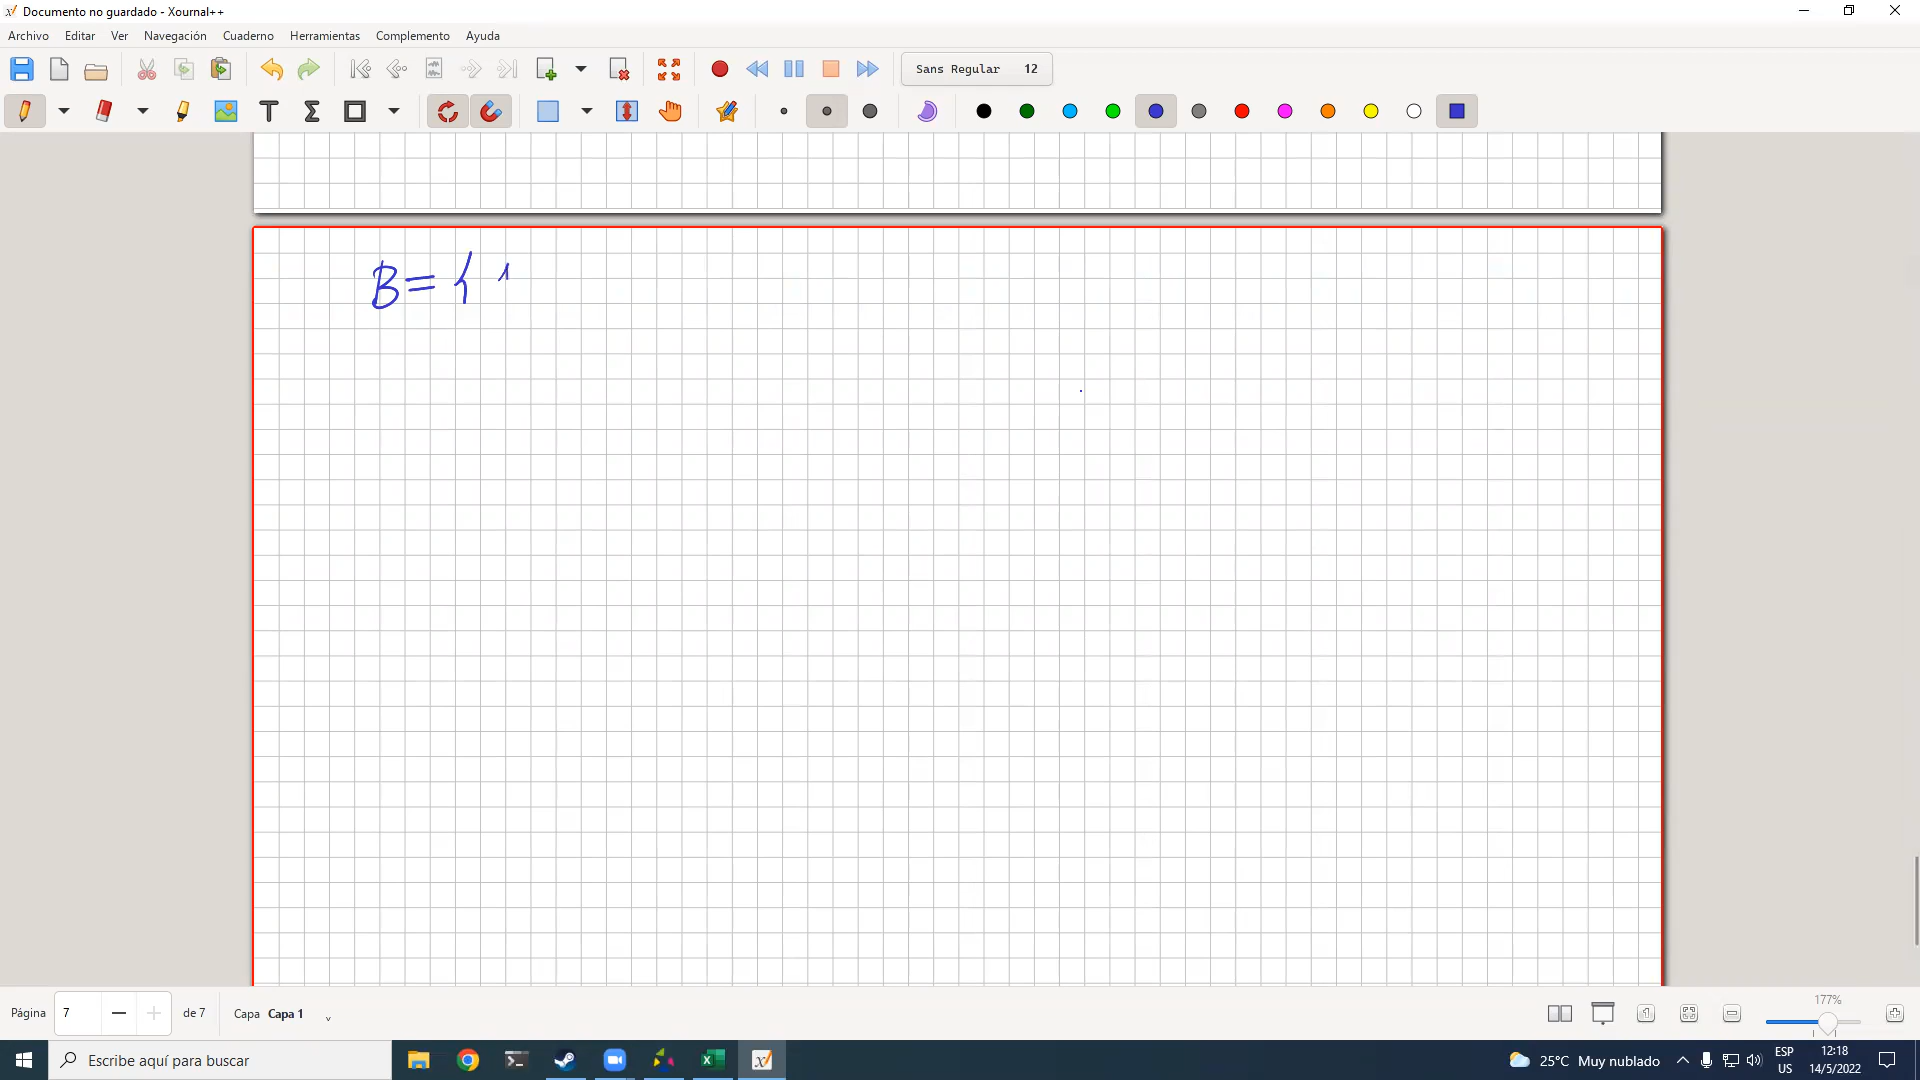 Documento no guardado - Xournal++
Archivo Editar Ver Navegación Cuaderno Herramientas Complemento Ayuda
Sans Regular 12
B= { 1
Página 7 de 7 Capa Capa 1
177%
Escribe aquí para buscar
25°C Muy nublado
ESP
US
12:18
14/5/2022